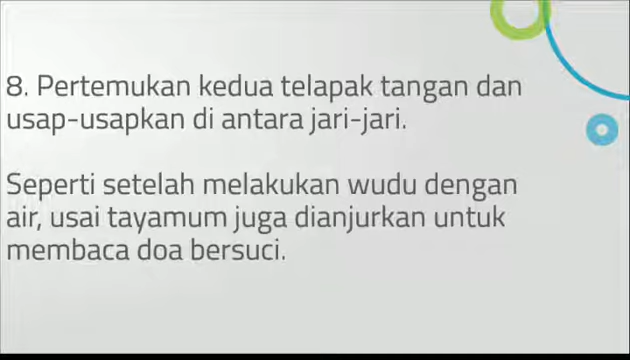 8. Pertemukan kedua telapak tangan dan
usap-usapkan di antara jari-jari.
Seperti setelah melakukan wudu dengan
air, usai tayamum juga dianjurkan untuk
membaca doa bersuci.